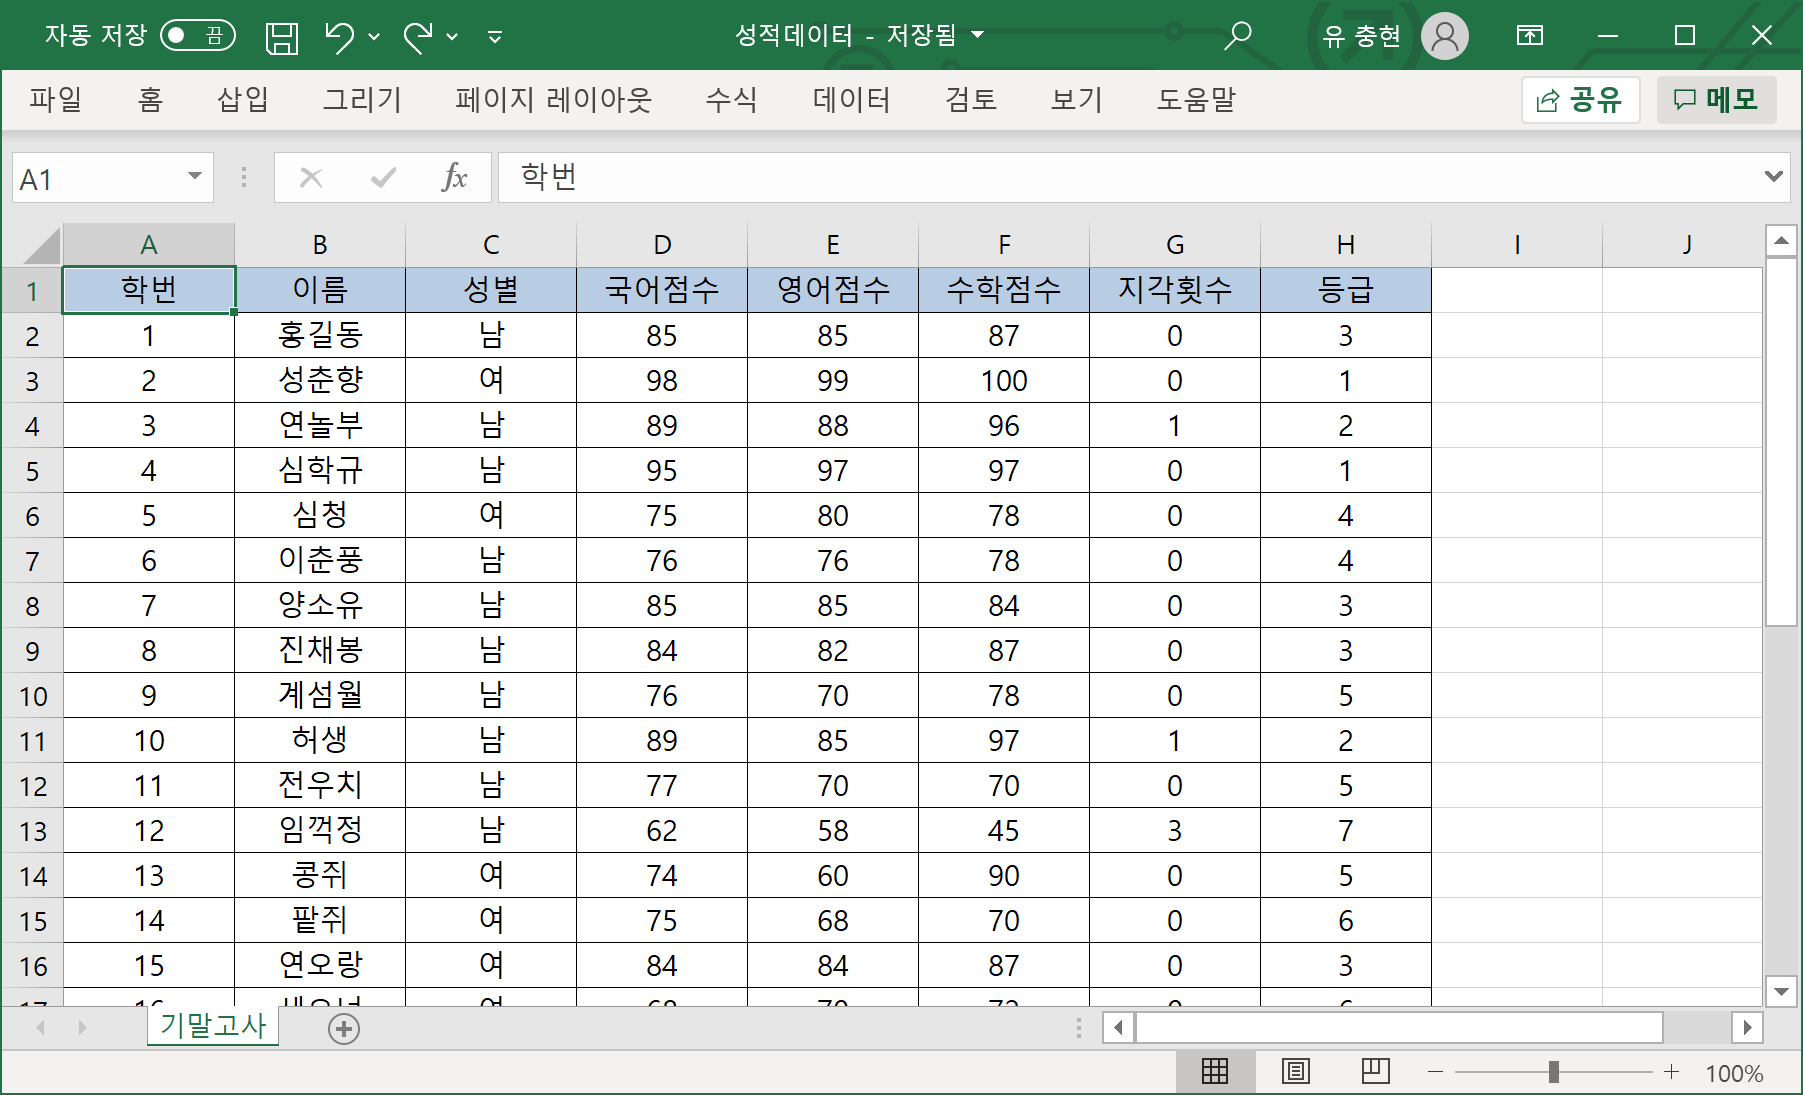 자동 저장 끔 성적데이터 - 저장됨 유 충현
파일 홈 삽입 그리기 페이지 레이아웃 수식 데이터 검토 보기 도움말 공유 메모
A1 fx 학번
A B C D E F G H I J
1 학번 이름 성별 국어점수 영어점수 수학점수 지각횟수 등급
2 1 홍길동 남 85 85 87 0 3
3 2 성춘향 여 98 99 100 0 1
4 3 연놀부 남 89 88 96 1 2
5 4 심학규 남 95 97 97 0 1
6 5 심청 여 75 80 78 0 4
7 6 이춘풍 남 76 76 78 0 4
8 7 양소유 남 85 85 84 0 3
9 8 진채봉 남 84 82 87 0 3
10 9 계섬월 남 76 70 78 0 5
11 10 허생 남 89 85 97 1 2
12 11 전우치 남 77 70 70 0 5
13 12 임꺽정 남 62 58 45 3 7
14 13 콩쥐 여 74 60 90 0 5
15 14 팥쥐 여 75 68 70 0 6
16 15 연오랑 여 84 84 87 0 3
기말고사
100%